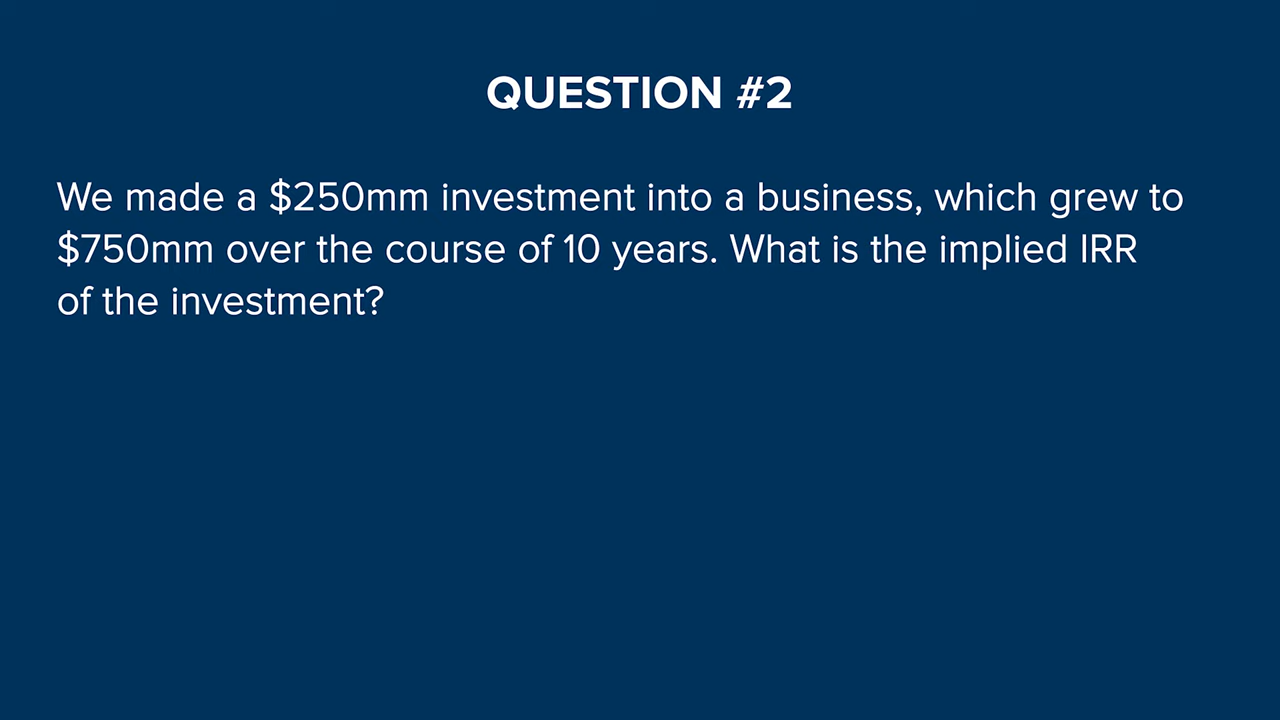 QUESTION #2
We made a $250mm investment into a business, which grew to
$750mm over the course of 10 years. What is the implied IRR
of the investment?